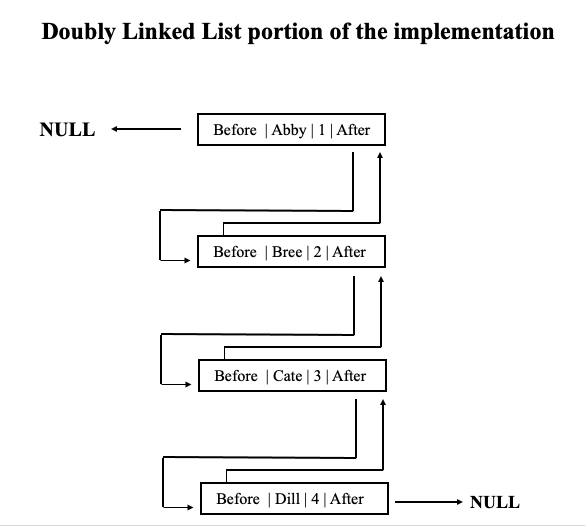 Doubly Linked List portion of the implementation
NULL
Before | Abby | 1 | After
Before | Bree | 2 | After
Before | Cate | 3 | After
Before | Dill | 4 | After
NULL